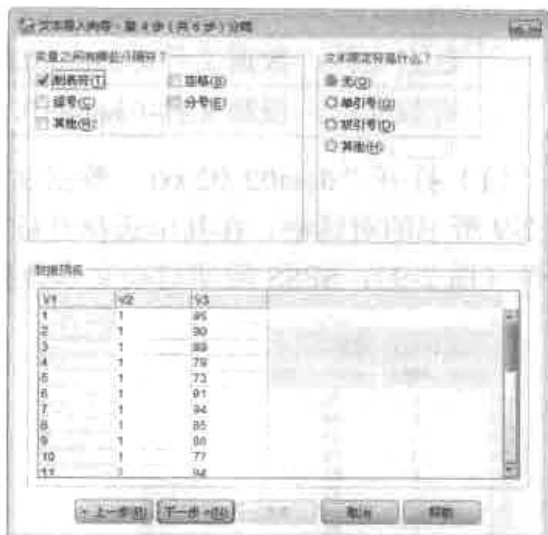 文本导入向导 - 第 4 步(共 6 步)分隔
变量之间有哪些分隔符?
制表符(T)
空格(S)
逗号(C)
分号(E)
其他(R):
文本限定符是什么?
无(O)
单引号(Q)
双引号(D)
其他(H)
数据预览
V1 V2 V3
1 1 95
2 1 90
3 1 89
4 1 79
5 1 73
6 1 91
7 1 94
8 1 85
9 1 88
10 1 77
11 94
< 上一步(B)
下一步(N) >
取消
帮助